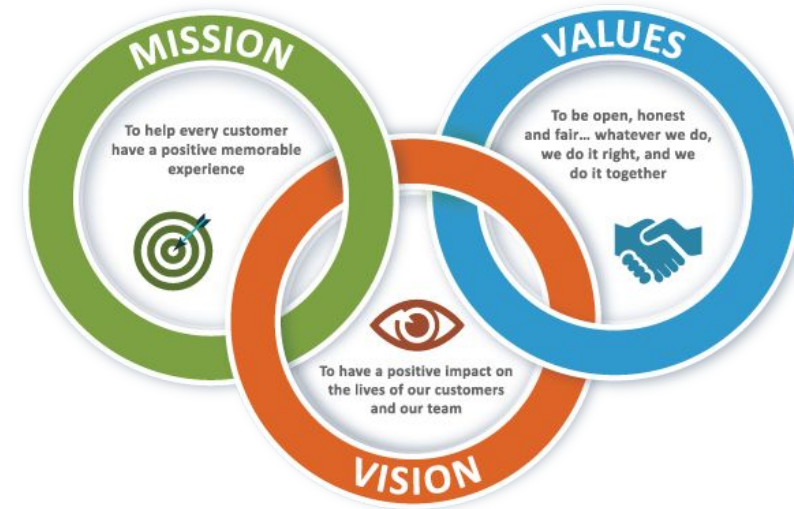 MISSION
To help every customer
have a positive memorable
experience
VALUES
To be open, honest
and fair... whatever we do,
we do it right, and we
do it together
To have a positive impact on
the lives of our customers
and our team
VISION